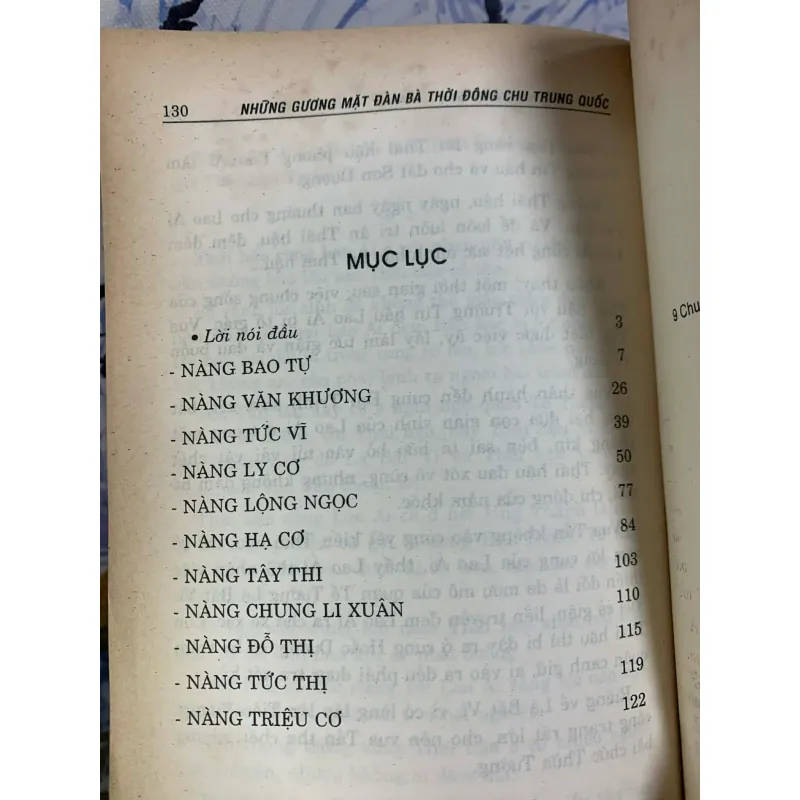 130 NHỮNG GƯƠNG MẶT ĐÀN BÀ THỜI ĐÔNG CHU TRUNG QUỐC
MỤC LỤC
• Lời nói đầu 3
- NÀNG BAO TỰ 7
- NÀNG VĂN KHƯƠNG 26
- NÀNG TỨC VĨ 39
- NÀNG LY CƠ 50
- NÀNG LỘNG NGỌC 77
- NÀNG HẠ CƠ 84
- NÀNG TÂY THI 103
- NÀNG CHUNG LI XUÂN 110
- NÀNG ĐỖ THỊ 115
- NÀNG TỨC THỊ 119
- NÀNG TRIỆU CƠ 122
g Chu